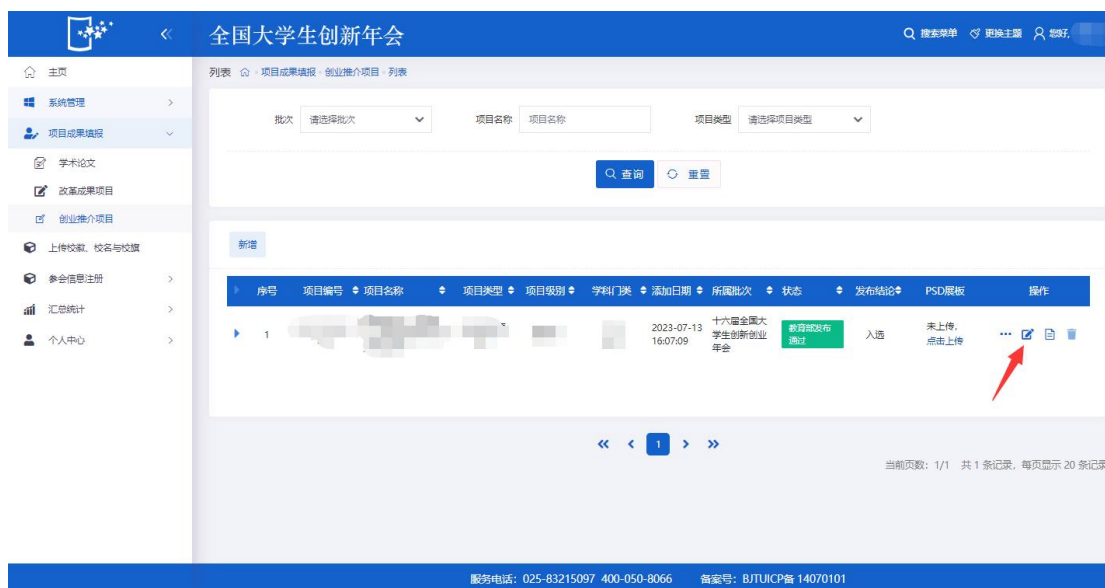 全国大学生创新年会
搜索菜单 更换主题 您好,
主页
系统管理
项目成果填报
学术论文
改革成果项目
创业推介项目
上传校徽、校名与校旗
参会信息注册
汇总统计
个人中心
列表 项目成果填报 - 创业推介项目 - 列表
批次 请选择批次 项目名称 项目名称 项目类型 请选择项目类型
查询 重置
新增
序号 项目编号 项目名称 项目类型 项目级别 学科门类 添加日期 所属批次 状态 发布结论 PSD展板 操作
1 2023-07-13 16:07:09 十六届全国大学生创新创业年会 教育部发布通过 入选 未上传, 点击上传
1
当前页数: 1/1 共 1 条记录, 每页显示 20 条记录
服务电话: 025-83215097 400-050-8066 备案号: BJTUICP备 14070101